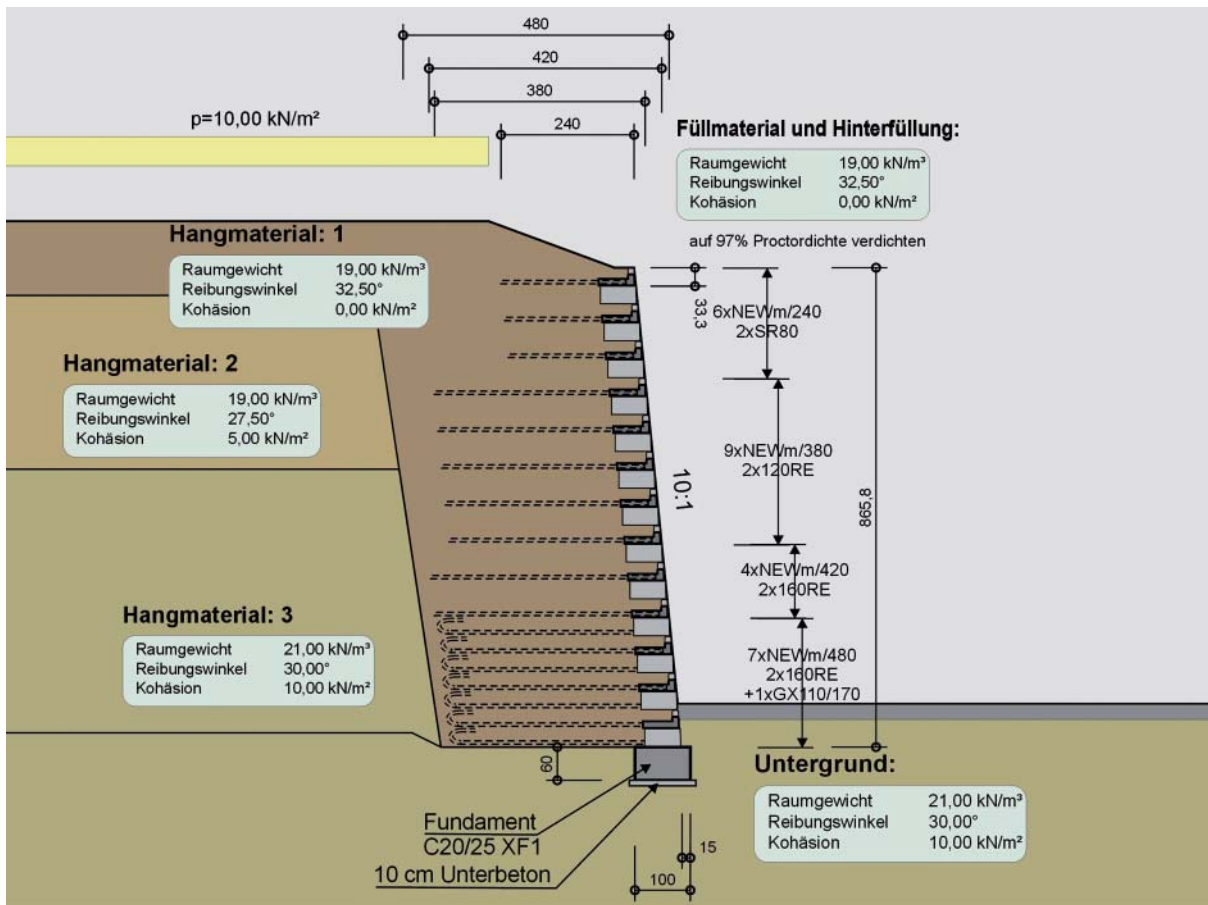 480
420
380
240
p=10,00 kN/m²
Füllmaterial und Hinterfüllung:
Raumgewicht 19,00 kN/m³
Reibungswinkel 32,50°
Kohäsion 0,00 kN/m²
auf 97% Proctordichte verdichten
Hangmaterial: 1
Raumgewicht 19,00 kN/m³
Reibungswinkel 32,50°
Kohäsion 0,00 kN/m²
33,3
6xNEWm/240
2xSR80
Hangmaterial: 2
Raumgewicht 19,00 kN/m³
Reibungswinkel 27,50°
Kohäsion 5,00 kN/m²
9xNEWm/380
2x120RE
10:1
865,8
4xNEWm/420
2x160RE
Hangmaterial: 3
Raumgewicht 21,00 kN/m³
Reibungswinkel 30,00°
Kohäsion 10,00 kN/m²
7xNEWm/480
2x160RE
+1xGX110/170
60
Untergrund:
Raumgewicht 21,00 kN/m³
Reibungswinkel 30,00°
Kohäsion 10,00 kN/m²
Fundament
C20/25 XF1
10 cm Unterbeton
15
100